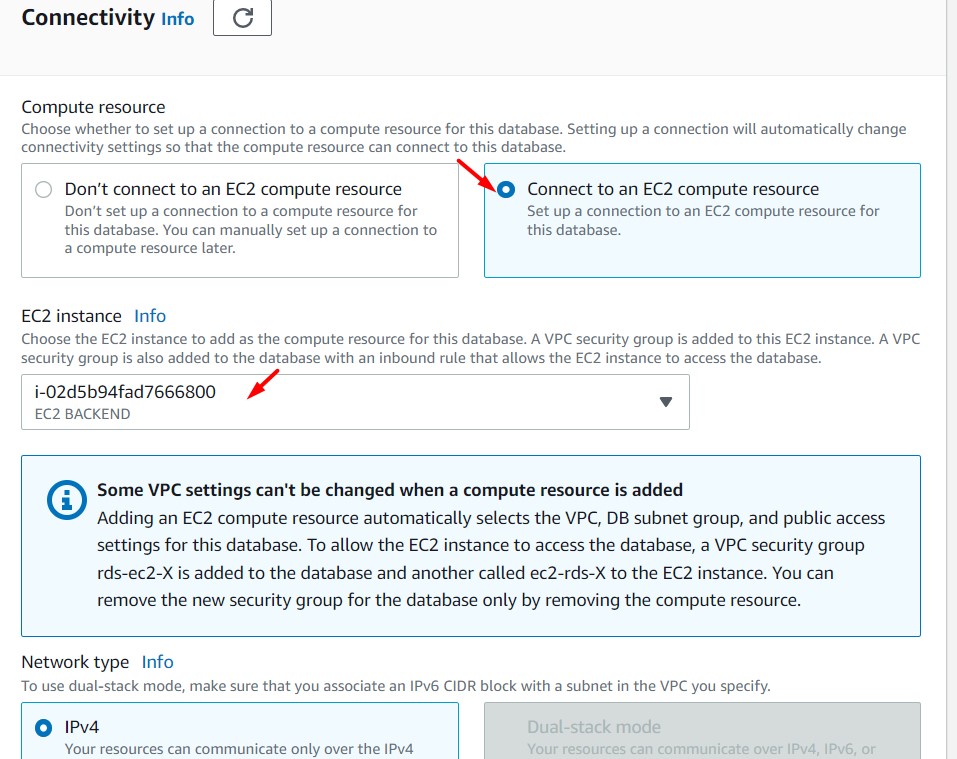 Connectivity Info
Compute resource
Choose whether to set up a connection to a compute resource for this database. Setting up a connection will automatically change
connectivity settings so that the compute resource can connect to this database.
Don’t connect to an EC2 compute resource
Don’t set up a connection to a compute resource for
this database. You can manually set up a connection to
a compute resource later.
Connect to an EC2 compute resource
Set up a connection to an EC2 compute resource for
this database.
EC2 instance Info
Choose the EC2 instance to add as the compute resource for this database. A VPC security group is added to this EC2 instance. A VPC
security group is also added to the database with an inbound rule that allows the EC2 instance to access the database.
i-02d5b94fad7666800
EC2 BACKEND
Some VPC settings can't be changed when a compute resource is added
Adding an EC2 compute resource automatically selects the VPC, DB subnet group, and public access
settings for this database. To allow the EC2 instance to access the database, a VPC security group
rds-ec2-X is added to the database and another called ec2-rds-X to the EC2 instance. You can
remove the new security group for the database only by removing the compute resource.
Network type Info
To use dual-stack mode, make sure that you associate an IPv6 CIDR block with a subnet in the VPC you specify.
IPv4
Your resources can communicate only over the IPv4
Dual-stack mode
Your resources can communicate over IPv4, IPv6, or